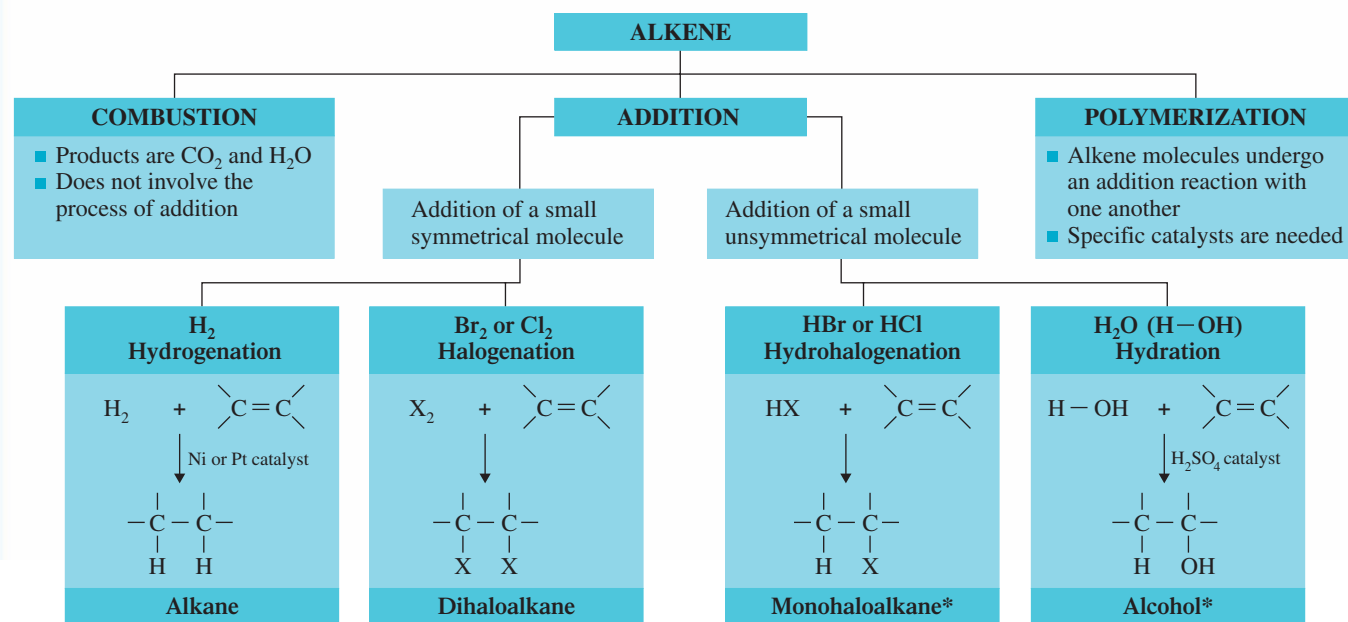 ALKENE
COMBUSTION
■ Products are CO₂ and H₂O
■ Does not involve the
process of addition
ADDITION
POLYMERIZATION
■ Alkene molecules undergo
an addition reaction with
one another
■ Specific catalysts are needed
Addition of a small
symmetrical molecule
Addition of a small
unsymmetrical molecule
H₂
Hydrogenation
H₂ + C=C
Ni or Pt catalyst
— C — C —
H H
Alkane
Br₂ or Cl₂
Halogenation
X₂ + C=C
— C — C —
X X
Dihaloalkane
HBr or HCl
Hydrohalogenation
HX + C=C
— C — C —
H X
Monohaloalkane*
H₂O (H—OH)
Hydration
H — OH + C=C
H₂SO₄ catalyst
— C — C —
H OH
Alcohol*